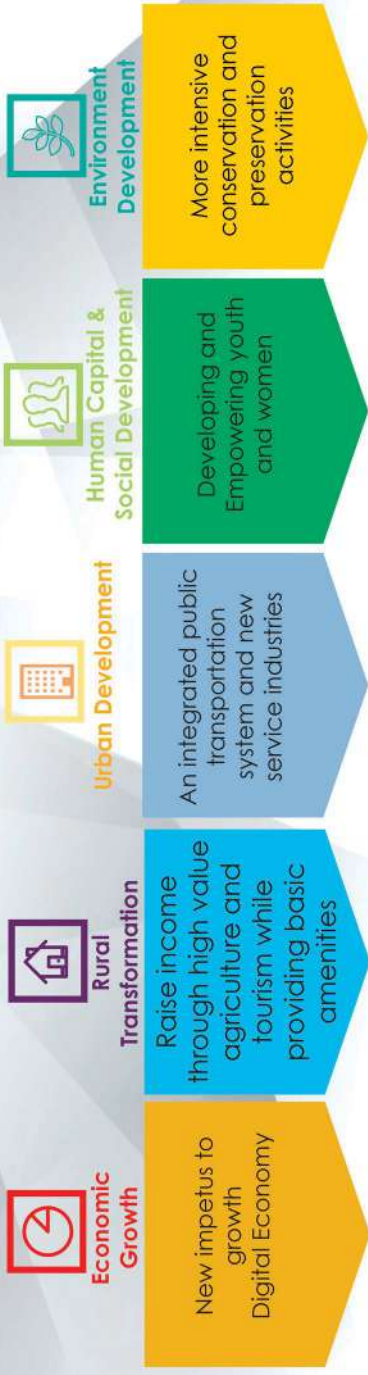 Economic
Growth
New impetus to
growth
Digital Economy
Rural
Transformation
Raise income
through high value
agriculture and
tourism while
providing basic
amenities
Urban Development
An integrated public
transportation
system and new
service industries
Human Capital &
Social Development
Developing and
Empowering youth
and women
Environment
Development
More intensive
conservation and
preservation
activities